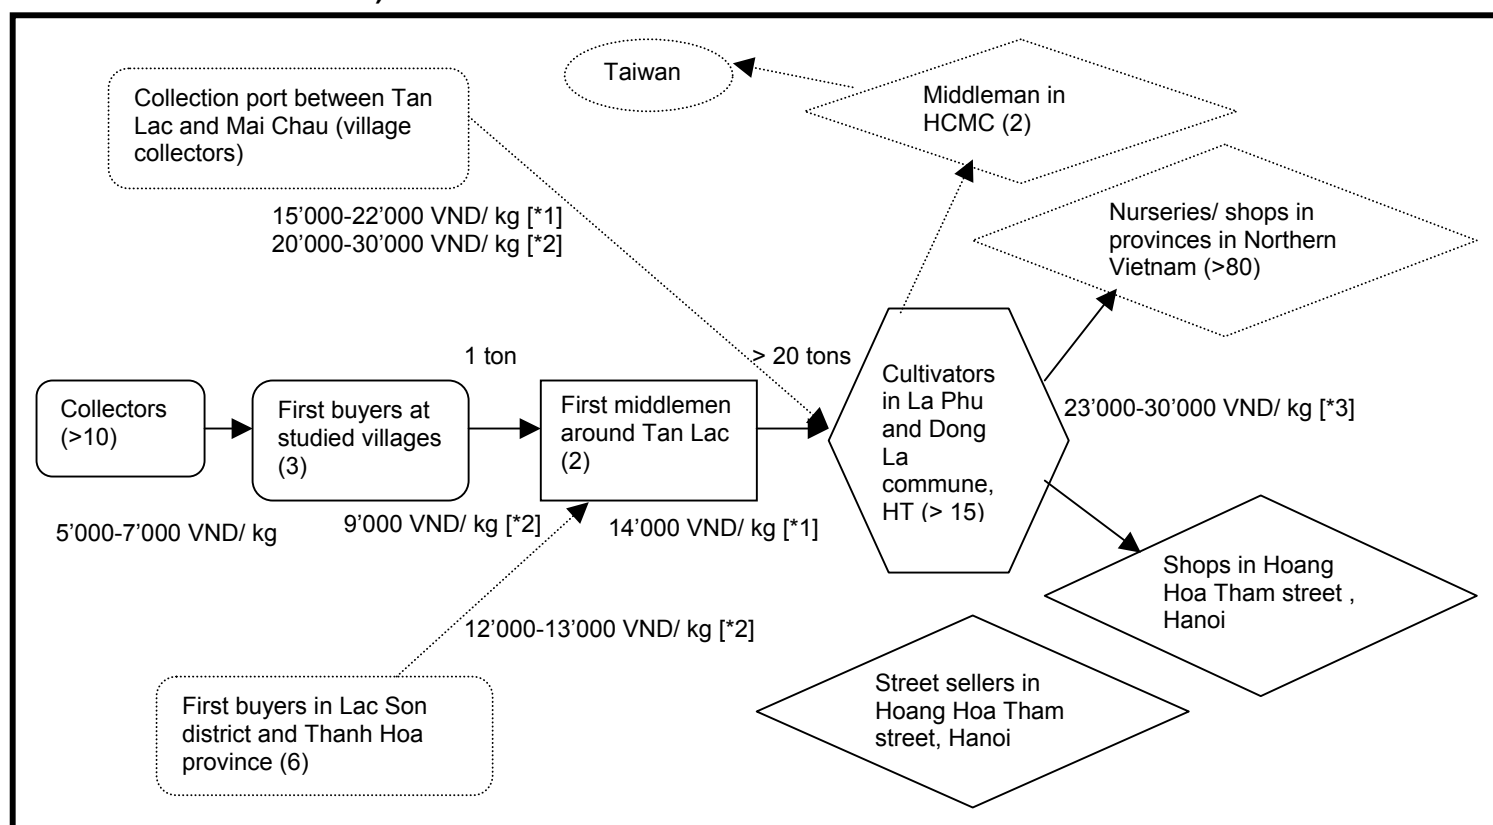 Taiwan
Middleman in
HCMC (2)
Collection port between Tan
Lac and Mai Chau (village
collectors)
15’000-22’000 VND/ kg [*1]
20’000-30’000 VND/ kg [*2]
Nurseries/ shops in
provinces in Northern
Vietnam (>80)
1 ton
> 20 tons
Collectors
(>10)
First buyers at
studied villages
(3)
First middlemen
around Tan Lac
(2)
Cultivators
in La Phu
and Dong
La
commune,
HT (> 15)
23’000-30’000 VND/ kg [*3]
5’000-7’000 VND/ kg
9’000 VND/ kg [*2]
14’000 VND/ kg [*1]
Shops in Hoang
Hoa Tham street ,
Hanoi
12’000-13’000 VND/ kg [*2]
First buyers in Lac Son
district and Thanh Hoa
province (6)
Street sellers in
Hoang Hoa Tham
street, Hanoi